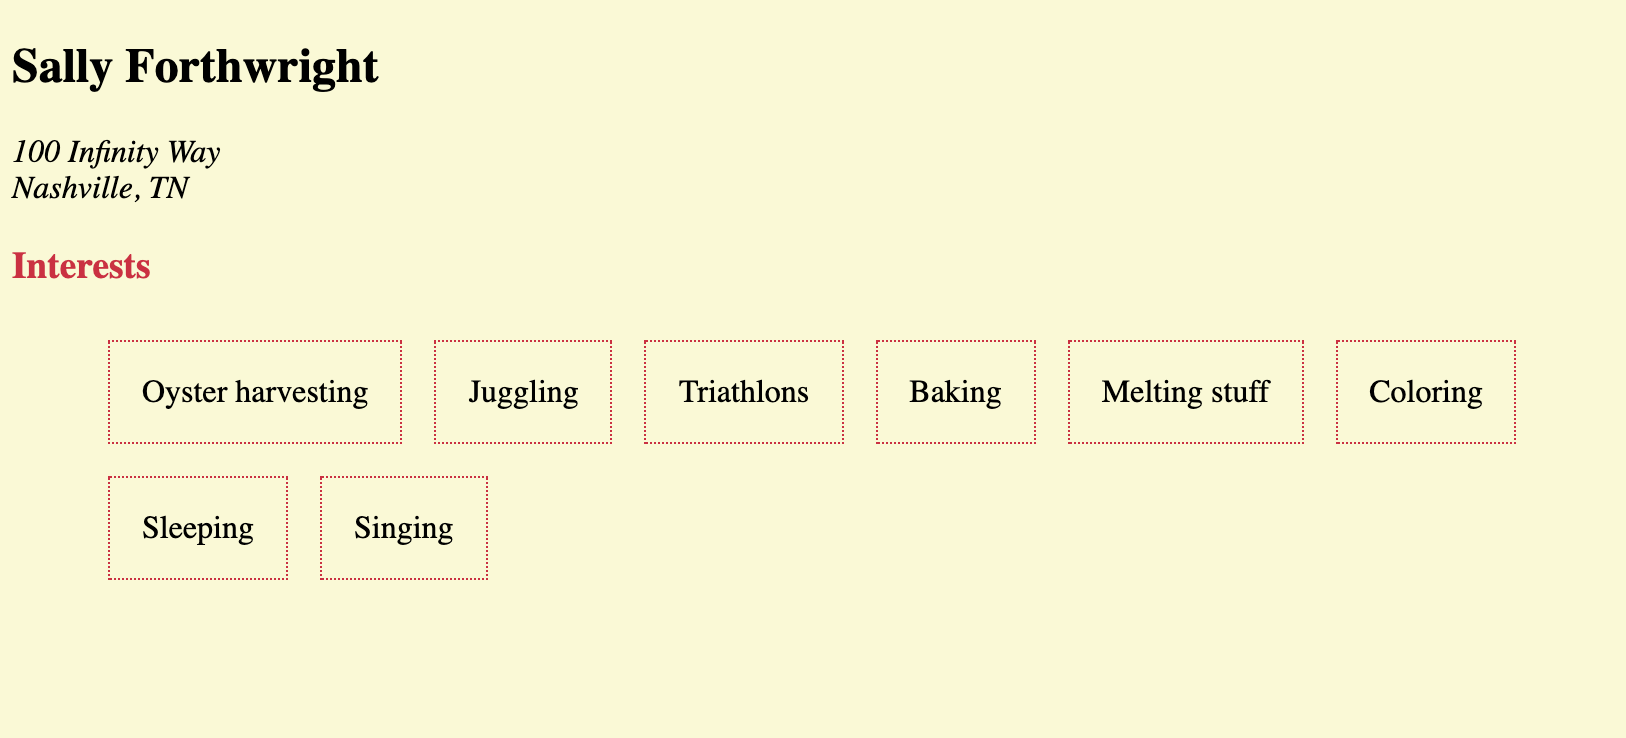 Sally Forthwright
100 Infinity Way
Nashville, TN
Interests
Oyster harvesting Juggling Triathlons Baking Melting stuff Coloring
Sleeping Singing